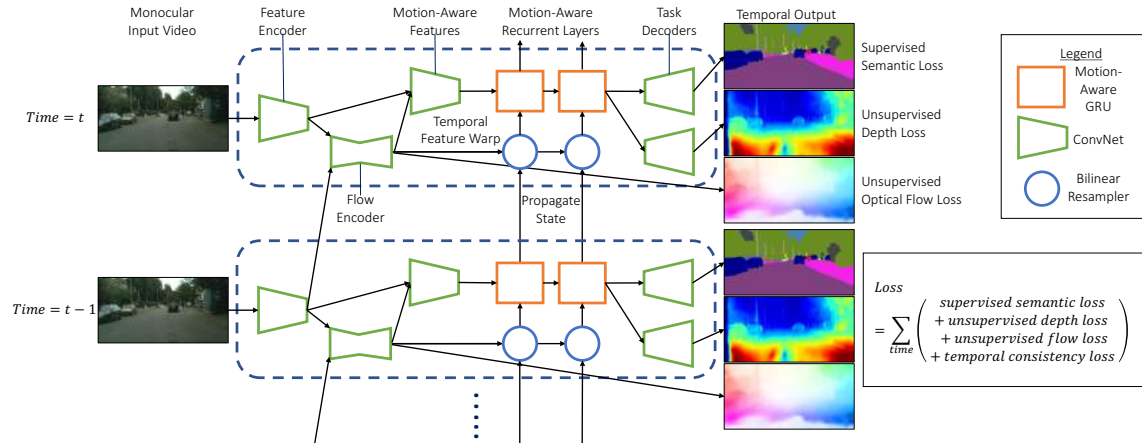 Monocular
Input Video
Feature
Encoder
Motion-Aware
Features
Motion-Aware
Recurrent Layers
Task
Decoders
Temporal Output
Time = t
Temporal
Feature Warp
Flow
Encoder
Propagate
State
Supervised
Semantic Loss
Unsupervised
Depth Loss
Unsupervised
Optical Flow Loss
Legend
Motion-
Aware
GRU
ConvNet
Bilinear
Resampler
Time = t − 1
Loss
= ∑ time ( supervised semantic loss
+ unsupervised depth loss
+ unsupervised flow loss
+ temporal consistency loss )